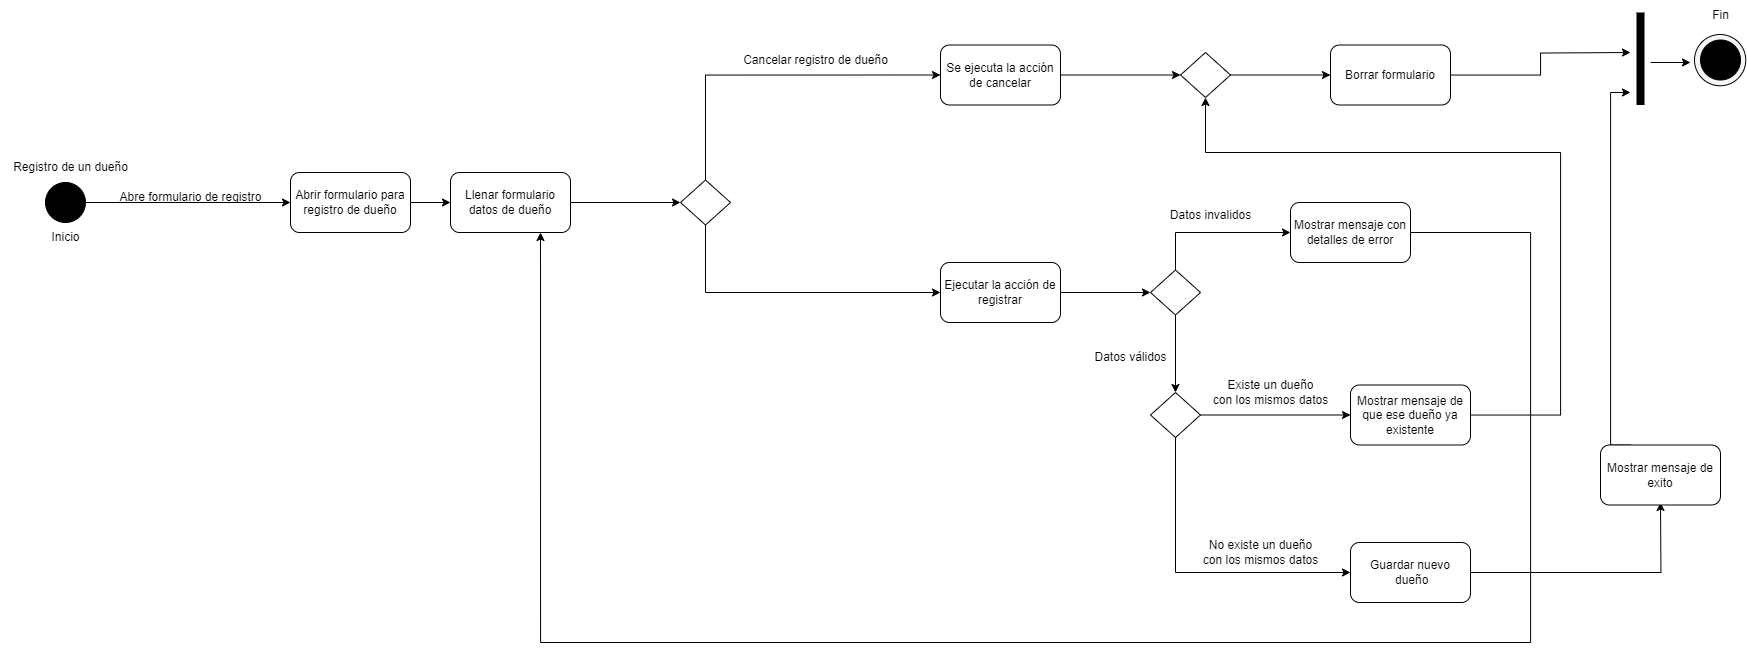 Fin
Cancelar registro de dueño
Se ejecuta la acción
de cancelar
Borrar formulario
Registro de un dueño
Abre formulario de registro
Inicio
Abrir formulario para
registro de dueño
Llenar formulario
datos de dueño
Datos invalidos
Mostrar mensaje con
detalles de error
Ejecutar la acción de
registrar
Datos válidos
Existe un dueño
con los mismos datos
Mostrar mensaje de
que ese dueño ya
existente
Mostrar mensaje de
exito
No existe un dueño
con los mismos datos
Guardar nuevo
dueño